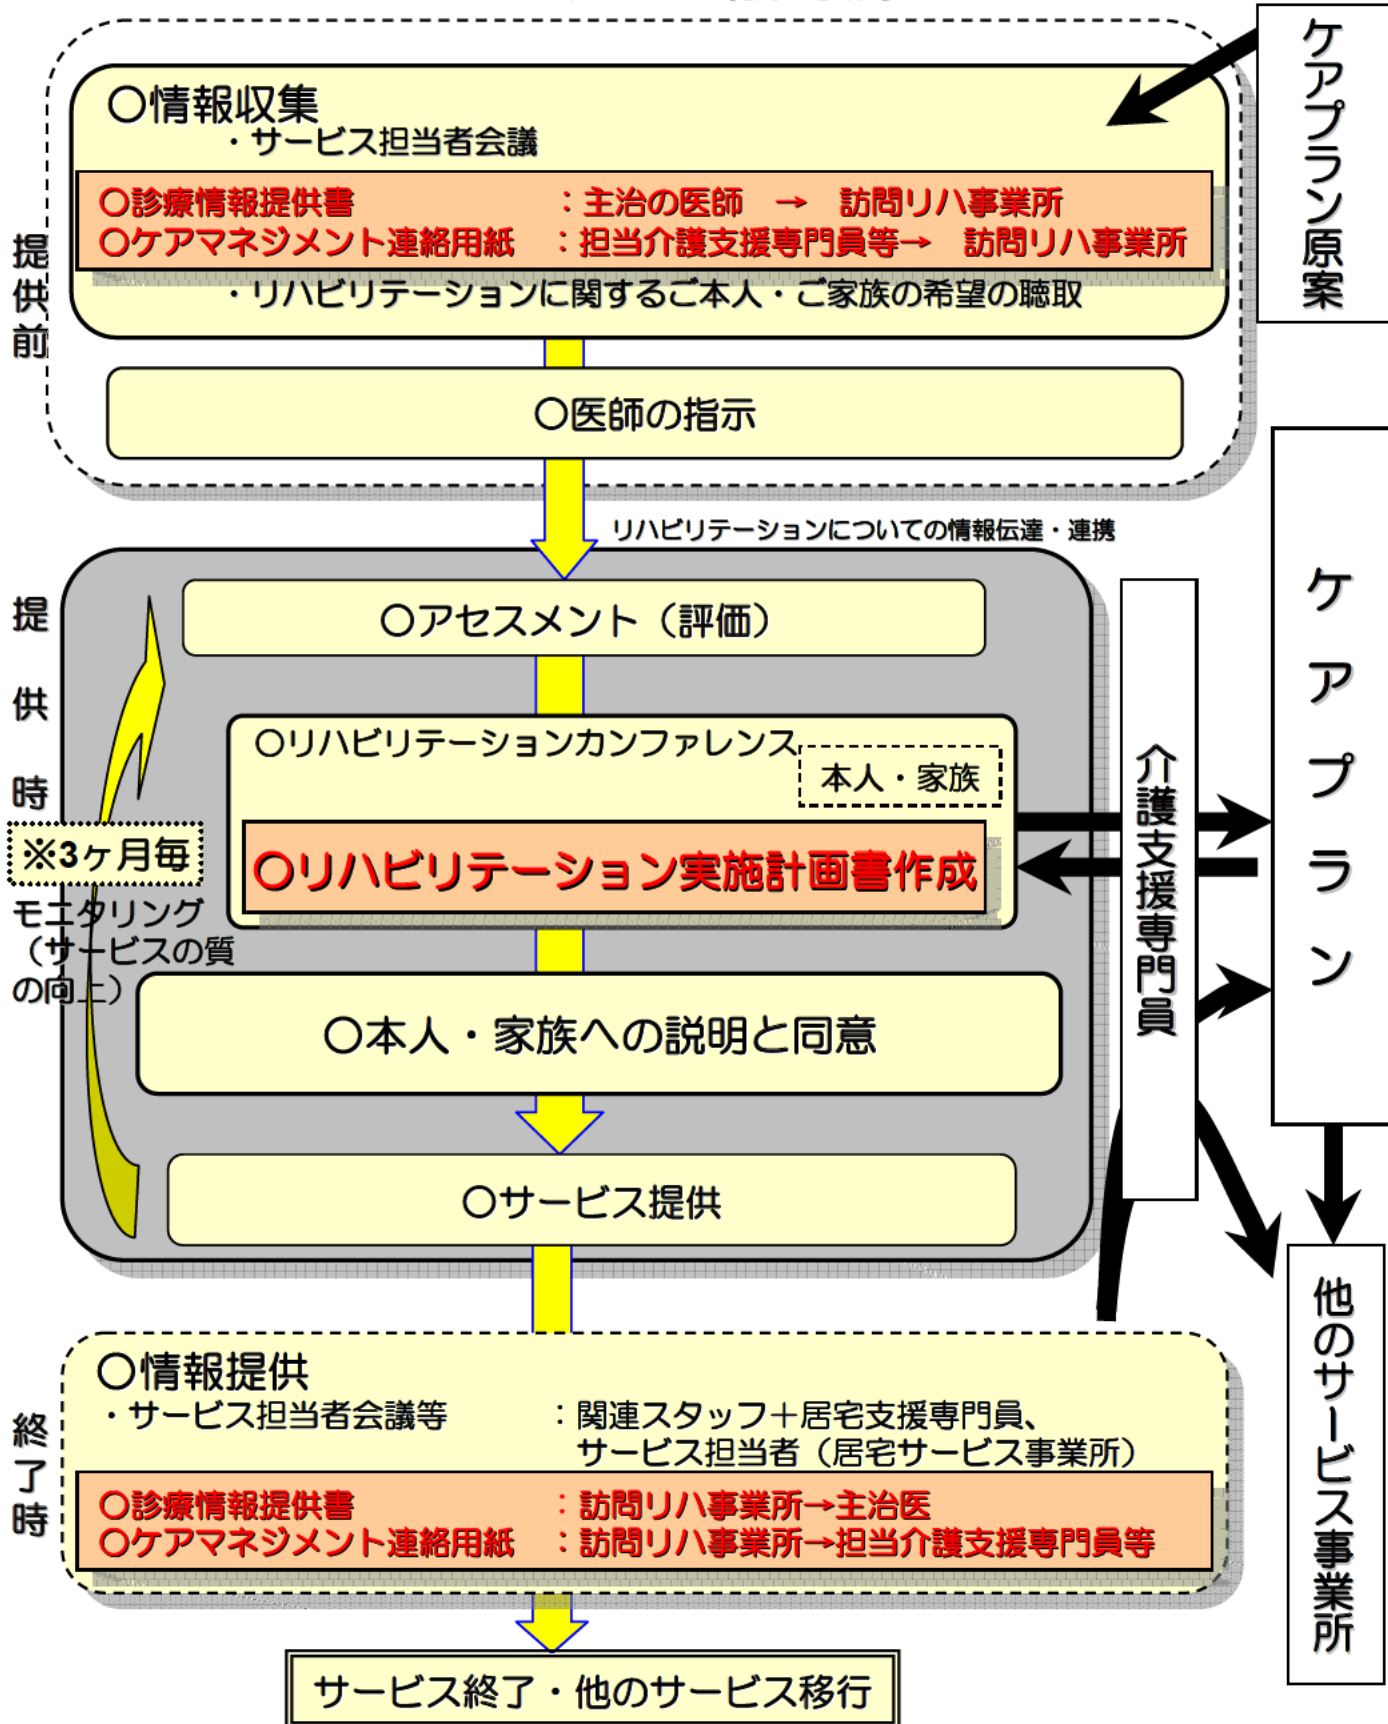 ケアプラン原案
提供前
○情報収集
・サービス担当者会議
○診療情報提供書 ：主治の医師 → 訪問リハ事業所
○ケアマネジメント連絡用紙 ：担当介護支援専門員等→ 訪問リハ事業所
・リハビリテーションに関するご本人・ご家族の希望の聴取
○医師の指示
リハビリテーションについての情報伝達・連携
提供時
○アセスメント（評価）
○リハビリテーションカンファレンス
本人・家族
○リハビリテーション実施計画書作成
※3ヶ月毎
モニタリング
（サービスの質
の向上）
○本人・家族への説明と同意
○サービス提供
介護支援専門員
ケアプラン
他のサービス事業所
終了時
○情報提供
・サービス担当者会議等 ：関連スタッフ＋居宅支援専門員、
サービス担当者（居宅サービス事業所）
○診療情報提供書 ：訪問リハ事業所→主治医
○ケアマネジメント連絡用紙 ：訪問リハ事業所→担当介護支援専門員等
サービス終了・他のサービス移行